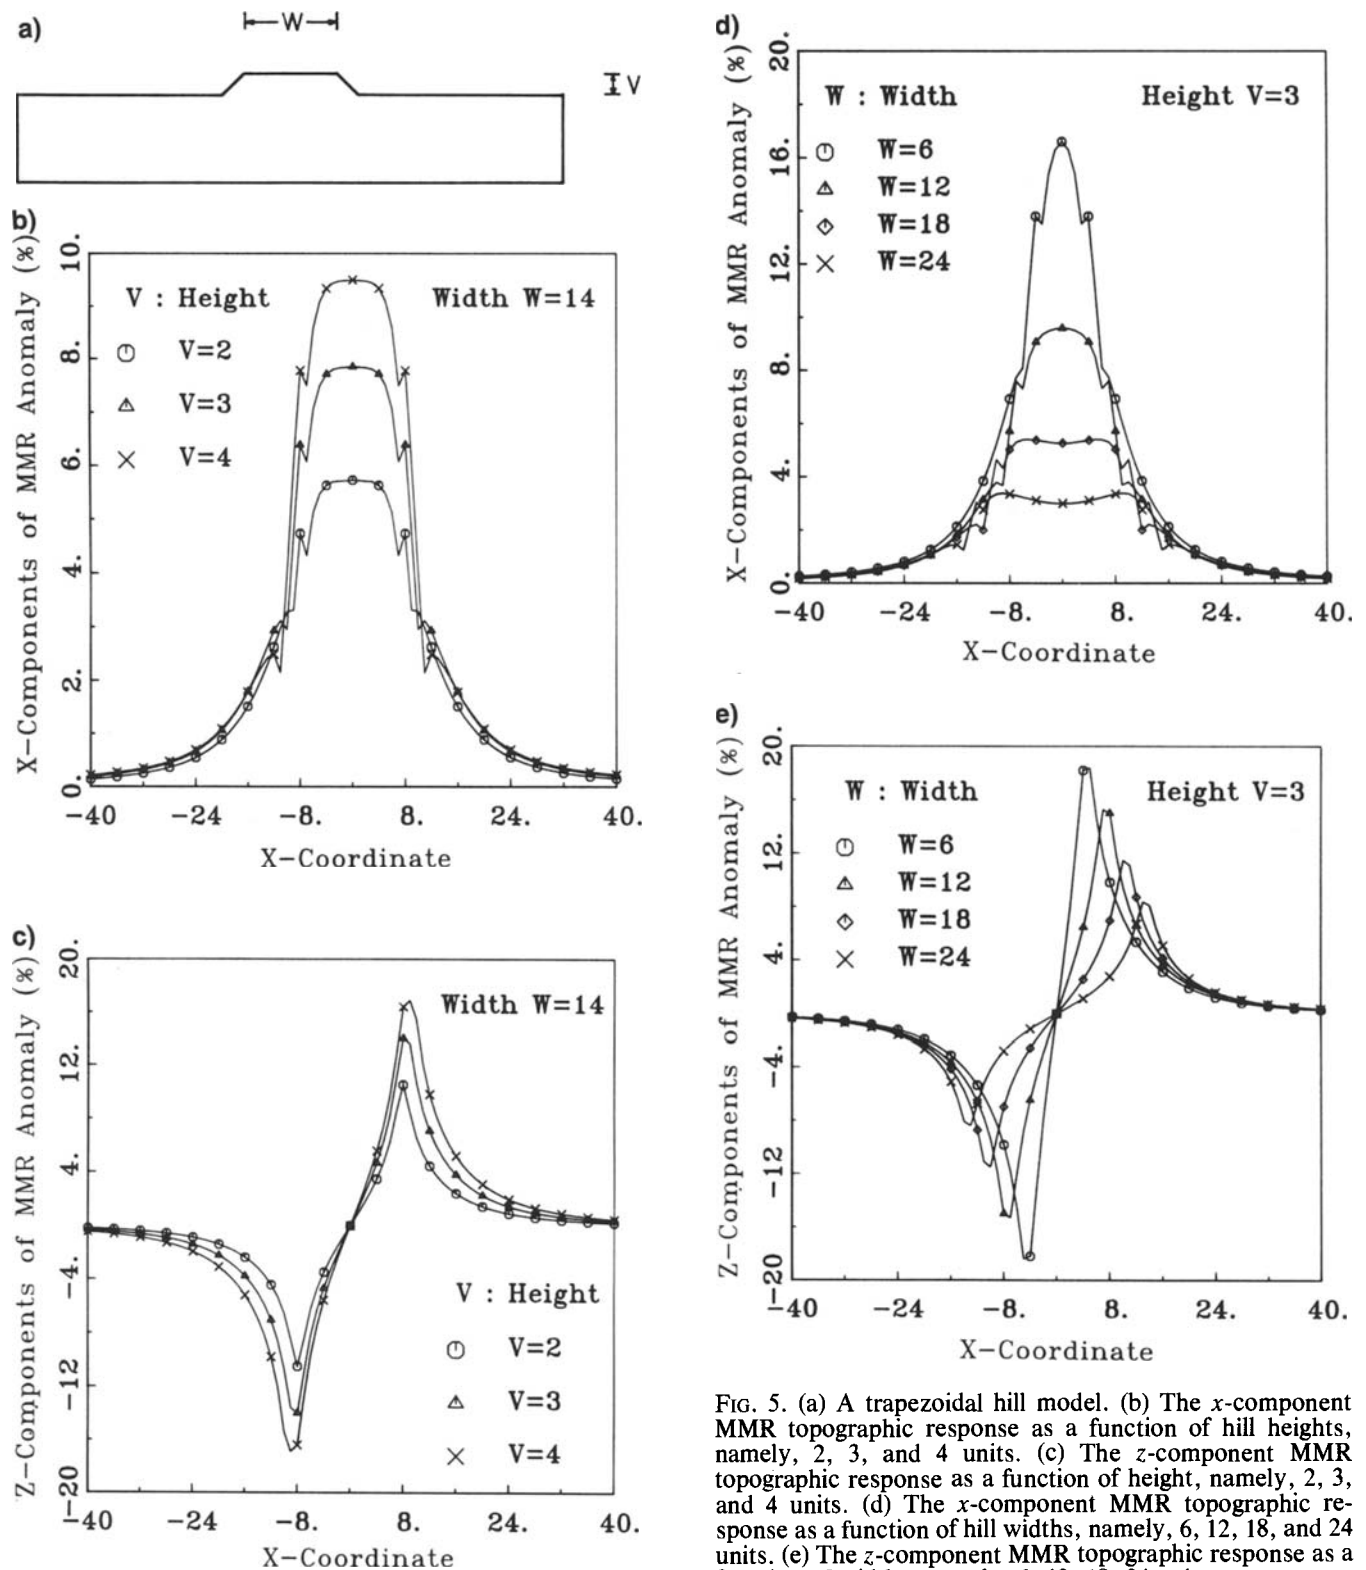 a)
W
V
b)
X-Components of MMR Anomaly (%)
10.
8.
6.
4.
2.
0.
V : Height
Width W=14
V=2
V=3
V=4
-40
-24
-8.
8.
24.
40.
X-Coordinate
c)
Z-Components of MMR Anomaly (%)
20.
12.
4.
-4.
-12
-20
Width W=14
V : Height
V=2
V=3
V=4
-40
-24
-8.
8.
24.
40.
X-Coordinate
d)
X-Components of MMR Anomaly (%)
20.
16.
12.
8.
4.
0.
W : Width
Height V=3
W=6
W=12
W=18
W=24
-40
-24
-8.
8.
24.
40.
X-Coordinate
e)
Z-Components of MMR Anomaly (%)
20.
12.
4.
-4.
-12
-20
W : Width
Height V=3
W=6
W=12
W=18
W=24
-40
-24
-8.
8.
24.
40.
X-Coordinate
FIG. 5. (a) A trapezoidal hill model. (b) The x-component
MMR topographic response as a function of hill heights,
namely, 2, 3, and 4 units. (c) The z-component MMR
topographic response as a function of height, namely, 2, 3,
and 4 units. (d) The x-component MMR topographic re-
sponse as a function of hill widths, namely, 6, 12, 18, and 24
units. (e) The z-component MMR topographic response as a